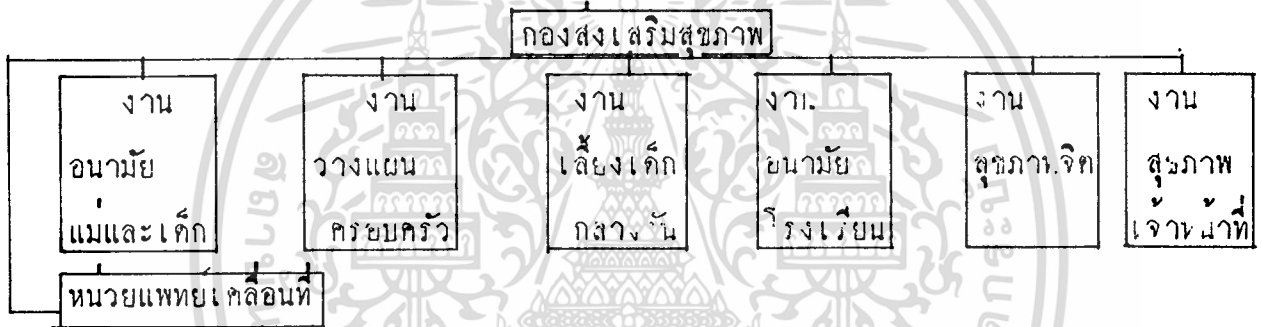 กองส่งเสริมสุขภาพ
งาน
อนามัย
แม่และเด็ก
งาน
วางแผน
ครอบครัว
งาน
เลี้ยงเด็ก
กลางวัน
งาน
อนามัย
โรงเรียน
งาน
สุขภาพจิต
งาน
สุขภาพ
เจ้าหน้าที่
หน่วยแพทย์เคลื่อนที่